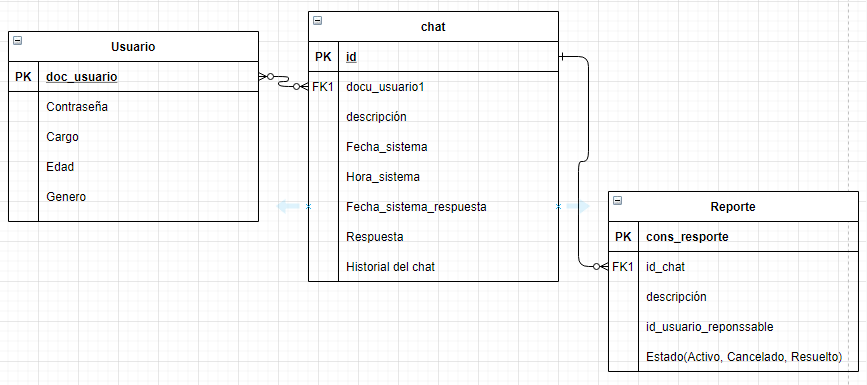 Usuario
PK doc_usuario
Contraseña
Cargo
Edad
Genero
chat
PK id
FK1 docu_usuario1
descripción
Fecha_sistema
Hora_sistema
Fecha_sistema_respuesta
Respuesta
Historial del chat
Reporte
PK cons_resporte
FK1 id_chat
descripción
id_usuario_reponssable
Estado(Activo, Cancelado, Resuelto)